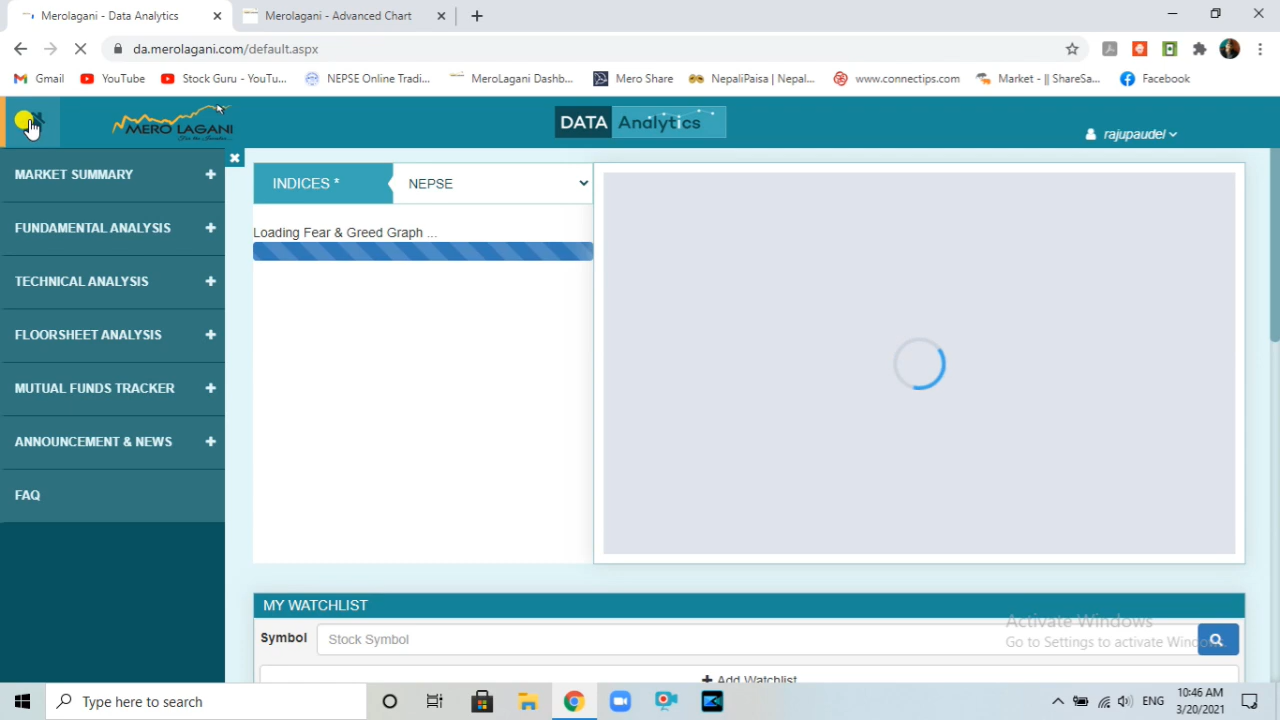 Merolagani - Data Analytics
Merolagani - Advanced Chart
da.merolagani.com/default.aspx
Gmail
YouTube
Stock Guru - YouTu...
NEPSE Online Tradi...
MeroLagani Dashb...
Mero Share
NepaliPaisa | Nepal...
www.connectips.com
Market - || ShareSa...
Facebook
MERO LAGANI
DATA Analytics
rajupaudel
MARKET SUMMARY
FUNDAMENTAL ANALYSIS
TECHNICAL ANALYSIS
FLOORSHEET ANALYSIS
MUTUAL FUNDS TRACKER
ANNOUNCEMENT & NEWS
FAQ
INDICES *
NEPSE
Loading Fear & Greed Graph ...
MY WATCHLIST
Symbol
Stock Symbol
Add Watchlist
Activate Windows
Go to Settings to activate Windows.
Type here to search
ENG
10:46 AM
3/20/2021